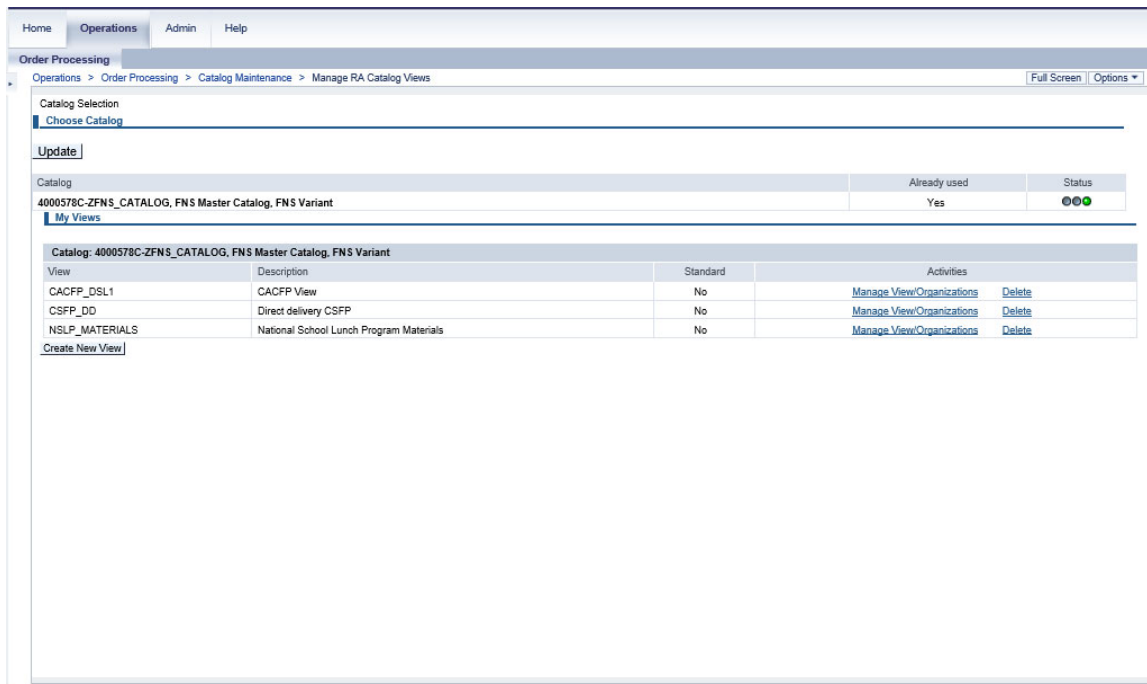 Home Operations Admin Help
Order Processing
Operations > Order Processing > Catalog Maintenance > Manage RA Catalog Views Full Screen Options
Catalog Selection
Choose Catalog
Update
Catalog Already used Status
4000578C-ZFNS_CATALOG, FNS Master Catalog, FNS Variant Yes
My Views
Catalog: 4000578C-ZFNS_CATALOG, FNS Master Catalog, FNS Variant
View Description Standard Activities
CACFP_DSL1 CACFP View No Manage View/Organizations Delete
CSFP_DD Direct delivery CSFP No Manage View/Organizations Delete
NSLP_MATERIALS National School Lunch Program Materials No Manage View/Organizations Delete
Create New View